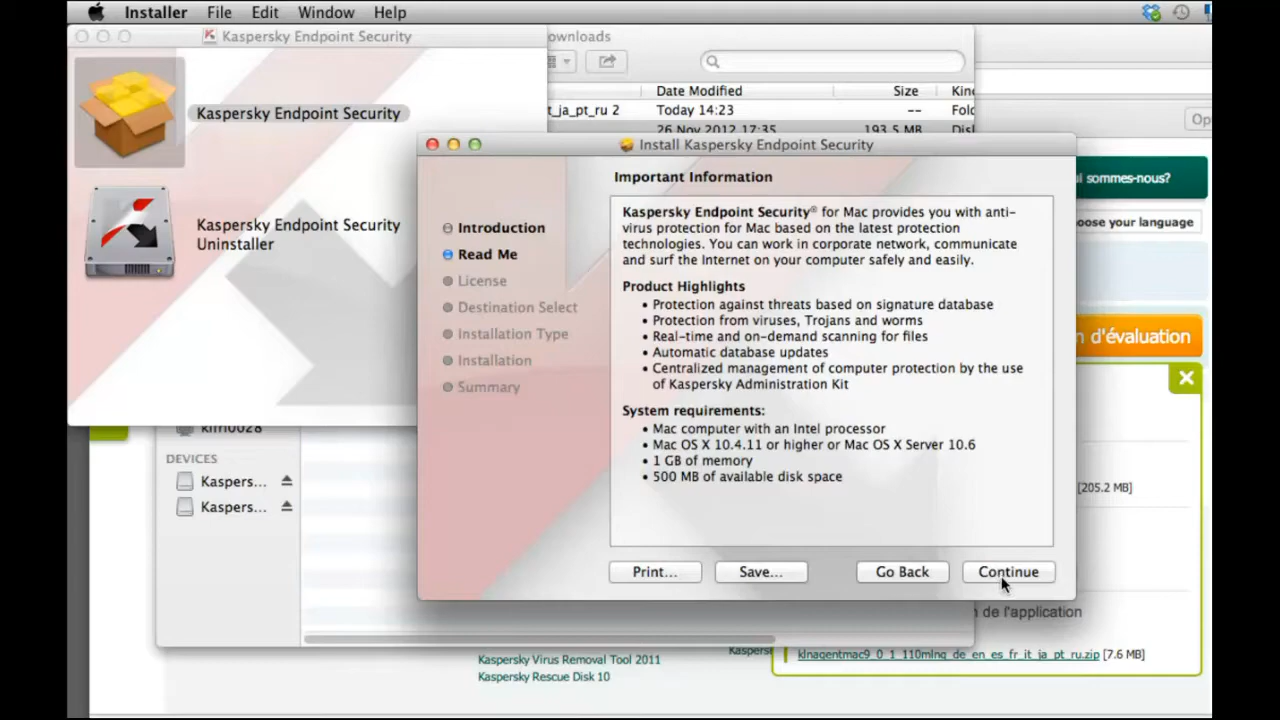 Installer File Edit Window Help
Kaspersky Endpoint Security
Kaspersky Endpoint Security
Kaspersky Endpoint Security
Uninstaller
ownloads
Date Modified Size Kind
t_ja_pt_ru 2 Today 14:23 -- Fold
26 Nov 2012 17:35 193.5 MB Disk
Install Kaspersky Endpoint Security
Introduction
Read Me
License
Destination Select
Installation Type
Installation
Summary
Important Information
Kaspersky Endpoint Security® for Mac provides you with anti-
virus protection for Mac based on the latest protection
technologies. You can work in corporate network, communicate
and surf the Internet on your computer safely and easily.
Product Highlights
• Protection against threats based on signature database
• Protection from viruses, Trojans and worms
• Real-time and on-demand scanning for files
• Automatic database updates
• Centralized management of computer protection by the use
of Kaspersky Administration Kit
System requirements:
• Mac computer with an Intel processor
• Mac OS X 10.4.11 or higher or Mac OS X Server 10.6
• 1 GB of memory
• 500 MB of available disk space
Print... Save... Go Back Continue
DEVICES
Kaspers...
Kaspers...
Op
i sommes-nous?
oose your language
n d'évaluation
[205.2 MB]
n de l'application
klnagentmac9_0_1_110mlng_de_en_es_fr_it_ja_pt_ru.zip [7.6 MB]
Kaspersky Virus Removal Tool 2011
Kaspersky Rescue Disk 10
Kaspersk